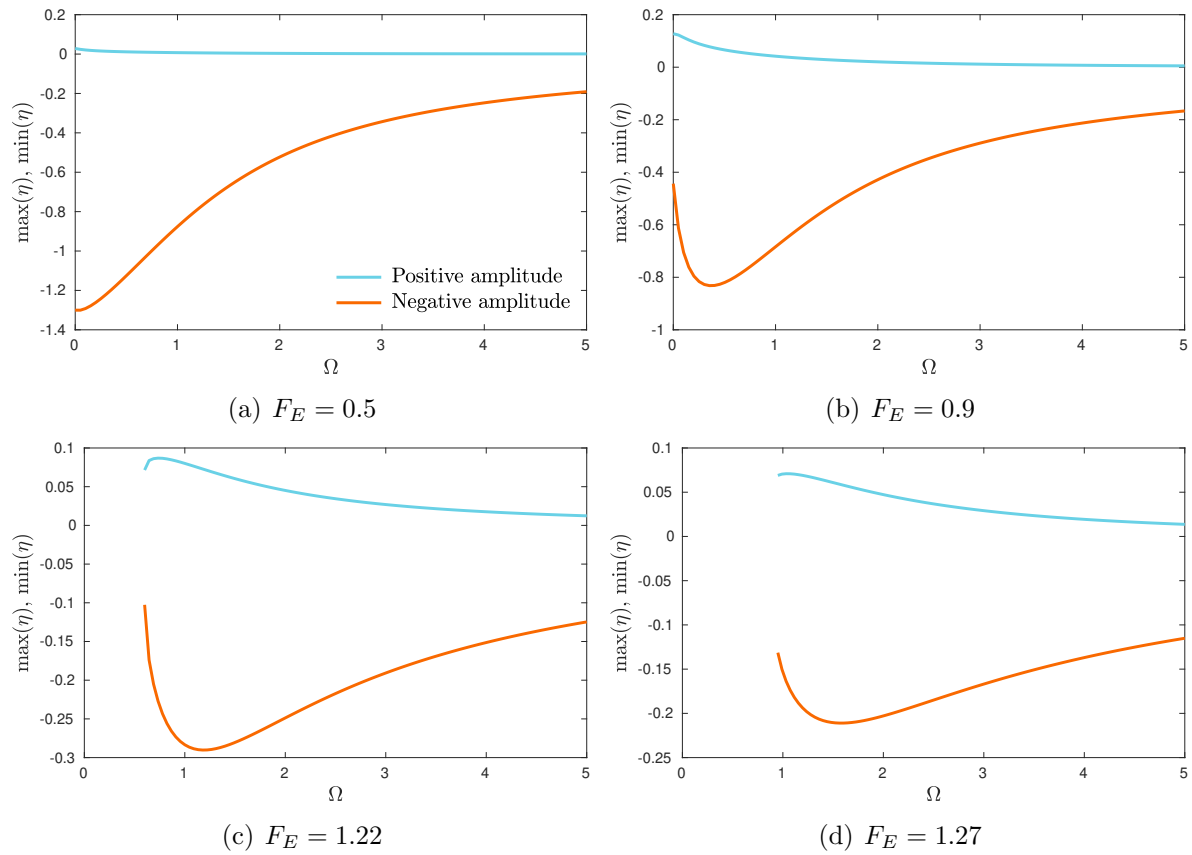 0.2
0
-0.2
-0.4
-0.6
-0.8
-1
-1.2
-1.4
max(η), min(η)
0 1 2 3 4 5
Ω
Positive amplitude
Negative amplitude
(a) F_E = 0.5
0.2
0
-0.2
-0.4
-0.6
-0.8
-1
max(η), min(η)
0 1 2 3 4 5
Ω
(b) F_E = 0.9
0.1
0.05
0
-0.05
-0.1
-0.15
-0.2
-0.25
-0.3
max(η), min(η)
0 1 2 3 4 5
Ω
(c) F_E = 1.22
0.1
0.05
0
-0.05
-0.1
-0.15
-0.2
-0.25
max(η), min(η)
0 1 2 3 4 5
Ω
(d) F_E = 1.27